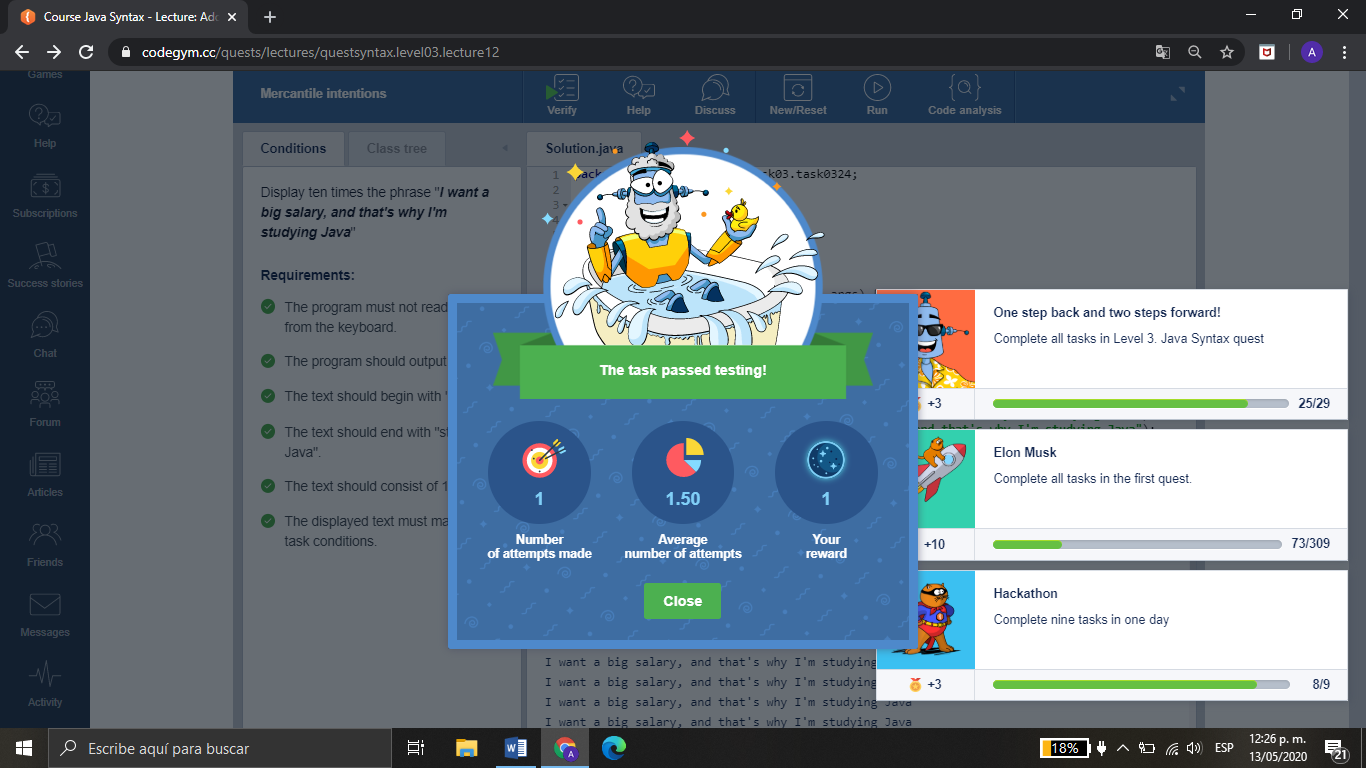 Course Java Syntax - Lecture: Ado
codegym.cc/quests/lectures/questsyntax.level03.lecture12
A
Games
Help
Subscriptions
Success stories
Chat
Forum
Articles
Friends
Messages
Activity
Mercantile intentions
Verify
Help
Discuss
New/Reset
Run
Code analysis
Conditions
Class tree
Solution.java
Display ten times the phrase "I want a
big salary, and that's why I'm
studying Java"
Requirements:
The program must not read
from the keyboard.
The program should output
The text should begin with
The text should end with
Java".
The text should consist of
The displayed text must
task conditions.
1
2
3
task0324;
The task passed testing!
1
Number
of attempts made
1.50
Average
number of attempts
1
Your
reward
Close
One step back and two steps forward!
Complete all tasks in Level 3. Java Syntax quest
+3
25/29
that's why I'm studying Java");
Elon Musk
Complete all tasks in the first quest.
+10
73/309
Hackathon
Complete nine tasks in one day
+3
8/9
I want a big salary, and that's why I'm studying
I want a big salary, and that's why I'm studying
I want a big salary, and that's why I'm studying Java
I want a big salary, and that's why I'm studying Java
Escribe aquí para buscar
18%
ESP
12:26 p. m.
13/05/2020
21